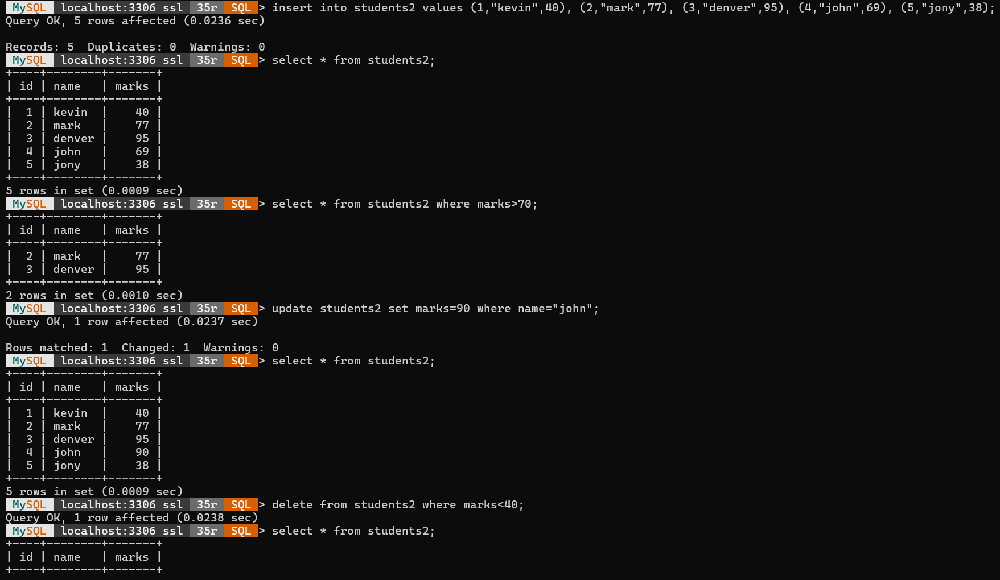 MySQL localhost:3306 ssl 35r SQL > insert into students2 values (1,"kevin",40), (2,"mark",77), (3,"denver",95), (4,"john",69), (5,"jony",38);
Query OK, 5 rows affected (0.0236 sec)

Records: 5  Duplicates: 0  Warnings: 0
MySQL localhost:3306 ssl 35r SQL > select * from students2;
+----+--------+-------+
| id | name   | marks |
+----+--------+-------+
|  1 | kevin  |    40 |
|  2 | mark   |    77 |
|  3 | denver |    95 |
|  4 | john   |    69 |
|  5 | jony   |    38 |
+----+--------+-------+
5 rows in set (0.0009 sec)
MySQL localhost:3306 ssl 35r SQL > select * from students2 where marks>70;
+----+--------+-------+
| id | name   | marks |
+----+--------+-------+
|  2 | mark   |    77 |
|  3 | denver |    95 |
+----+--------+-------+
2 rows in set (0.0010 sec)
MySQL localhost:3306 ssl 35r SQL > update students2 set marks=90 where name="john";
Query OK, 1 row affected (0.0237 sec)

Rows matched: 1  Changed: 1  Warnings: 0
MySQL localhost:3306 ssl 35r SQL > select * from students2;
+----+--------+-------+
| id | name   | marks |
+----+--------+-------+
|  1 | kevin  |    40 |
|  2 | mark   |    77 |
|  3 | denver |    95 |
|  4 | john   |    90 |
|  5 | jony   |    38 |
+----+--------+-------+
5 rows in set (0.0009 sec)
MySQL localhost:3306 ssl 35r SQL > delete from students2 where marks<40;
Query OK, 1 row affected (0.0238 sec)
MySQL localhost:3306 ssl 35r SQL > select * from students2;
+----+--------+-------+
| id | name   | marks |
+----+--------+-------+